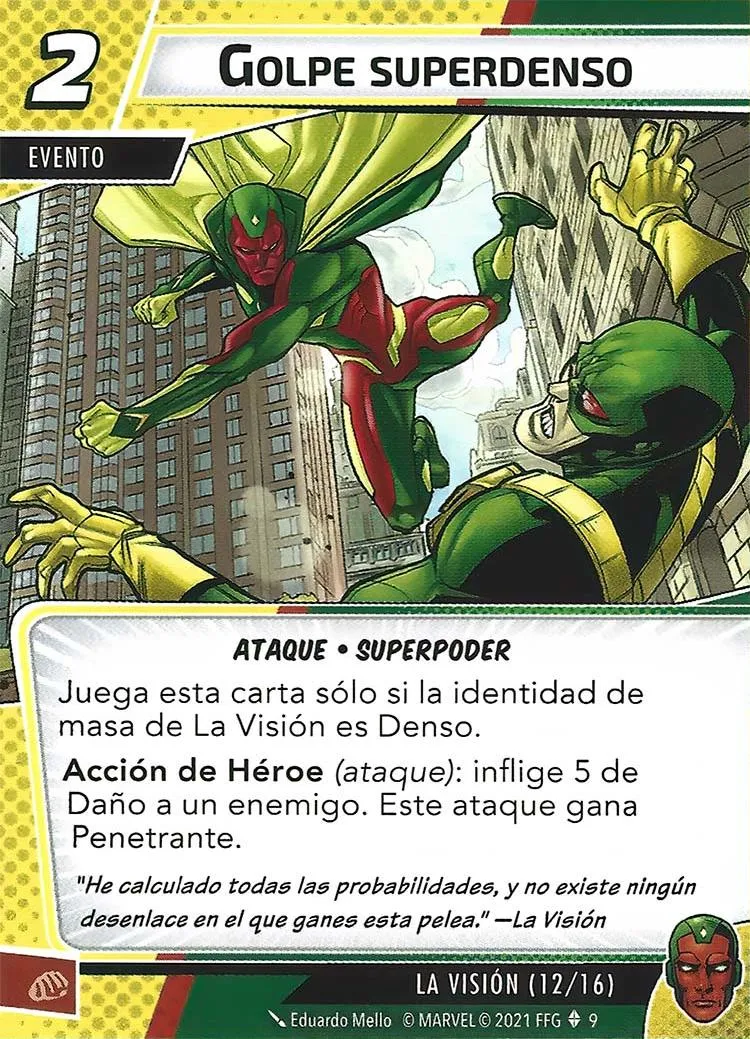 2
GOLPE SUPERDENSO
EVENTO
ATAQUE • SUPERPODER
Juega esta carta sólo si la identidad de
masa de La Visión es Denso.
Acción de Héroe (ataque): inflige 5 de
Daño a un enemigo. Este ataque gana
Penetrante.
"He calculado todas las probabilidades, y no existe ningún
desenlace en el que ganes esta pelea." —La Visión
LA VISIÓN (12/16)
Eduardo Mello © MARVEL © 2021 FFG 9